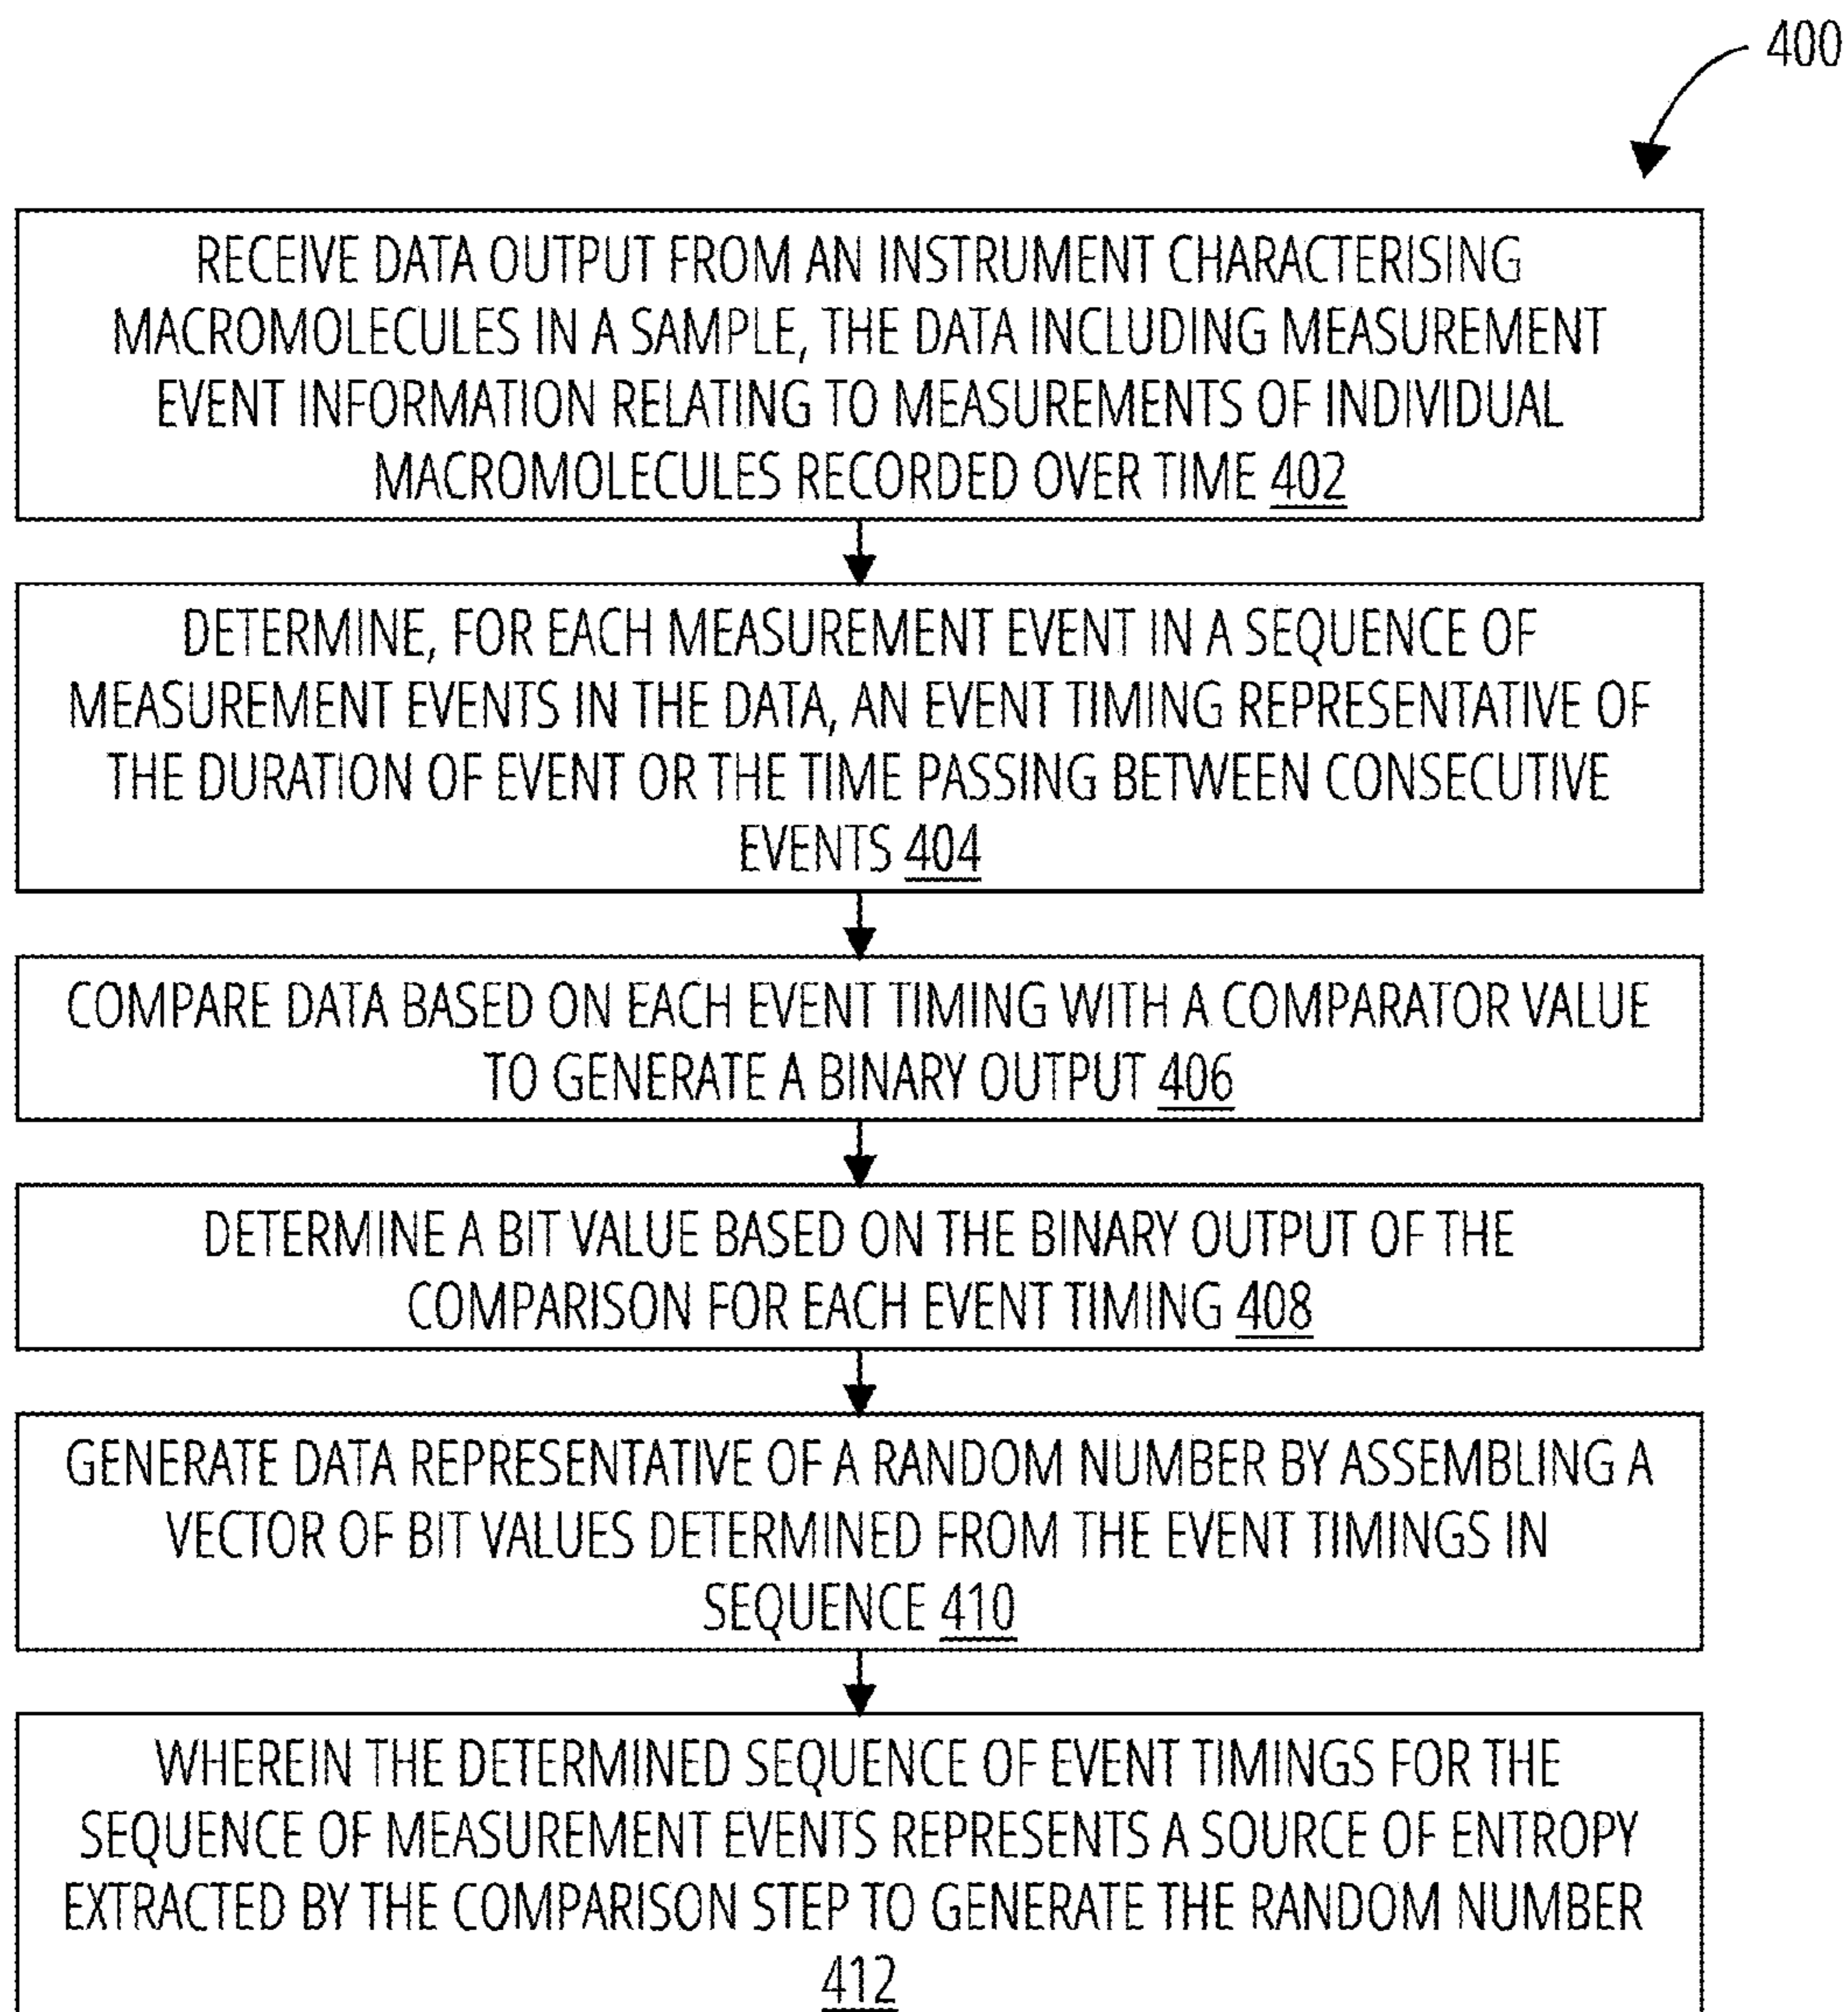 400
RECEIVE DATA OUTPUT FROM AN INSTRUMENT CHARACTERISING
MACROMOLECULES IN A SAMPLE, THE DATA INCLUDING MEASUREMENT
EVENT INFORMATION RELATING TO MEASUREMENTS OF INDIVIDUAL
MACROMOLECULES RECORDED OVER TIME 402
DETERMINE, FOR EACH MEASUREMENT EVENT IN A SEQUENCE OF
MEASUREMENT EVENTS IN THE DATA, AN EVENT TIMING REPRESENTATIVE OF
THE DURATION OF EVENT OR THE TIME PASSING BETWEEN CONSECUTIVE
EVENTS 404
COMPARE DATA BASED ON EACH EVENT TIMING WITH A COMPARATOR VALUE
TO GENERATE A BINARY OUTPUT 406
DETERMINE A BIT VALUE BASED ON THE BINARY OUTPUT OF THE
COMPARISON FOR EACH EVENT TIMING 408
GENERATE DATA REPRESENTATIVE OF A RANDOM NUMBER BY ASSEMBLING A
VECTOR OF BIT VALUES DETERMINED FROM THE EVENT TIMINGS IN
SEQUENCE 410
WHEREIN THE DETERMINED SEQUENCE OF EVENT TIMINGS FOR THE
SEQUENCE OF MEASUREMENT EVENTS REPRESENTS A SOURCE OF ENTROPY
EXTRACTED BY THE COMPARISON STEP TO GENERATE THE RANDOM NUMBER
412